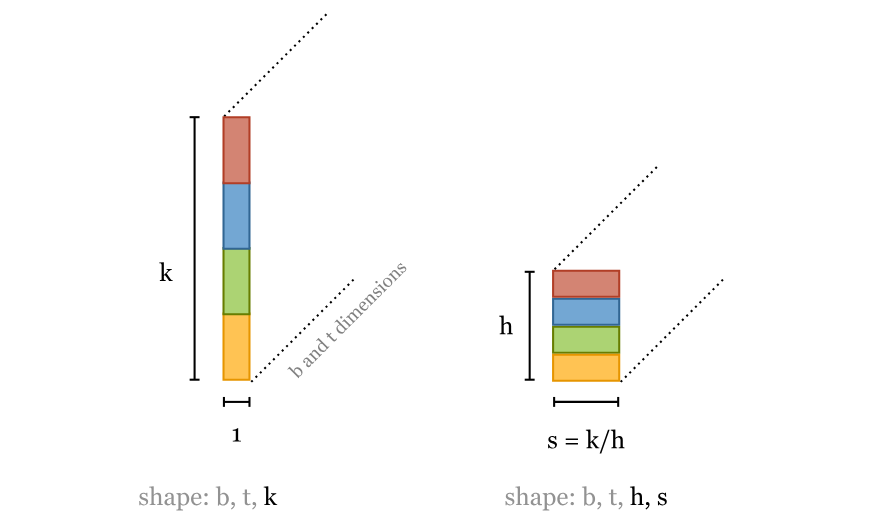 k
b and t dimensions
1
shape: b, t, k
h
s = k/h
shape: b, t, h, s